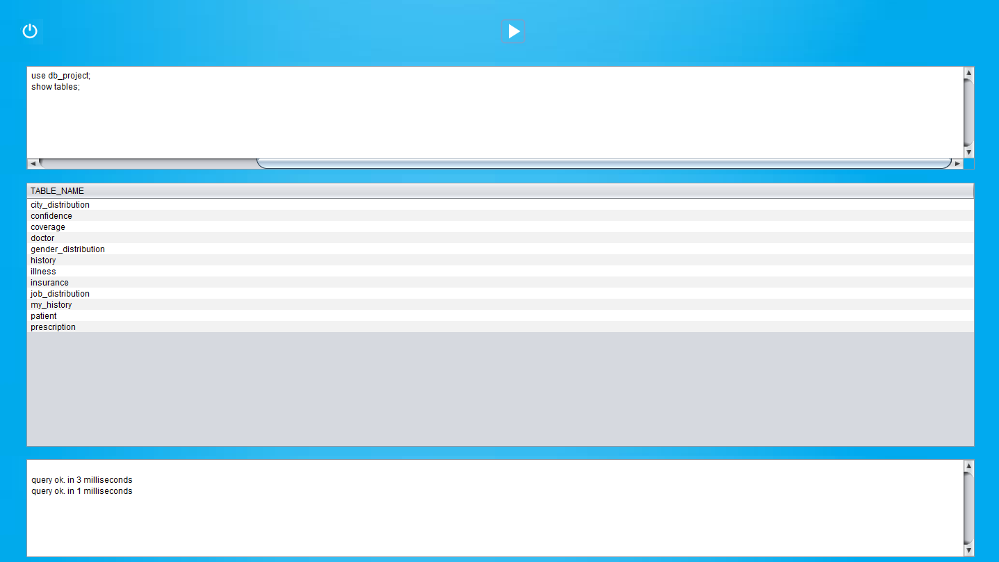 use db_project;
show tables;
TABLE_NAME
city_distribution
confidence
coverage
doctor
gender_distribution
history
illness
insurance
job_distribution
my_history
patient
prescription
query ok. in 3 milliseconds
query ok. in 1 milliseconds